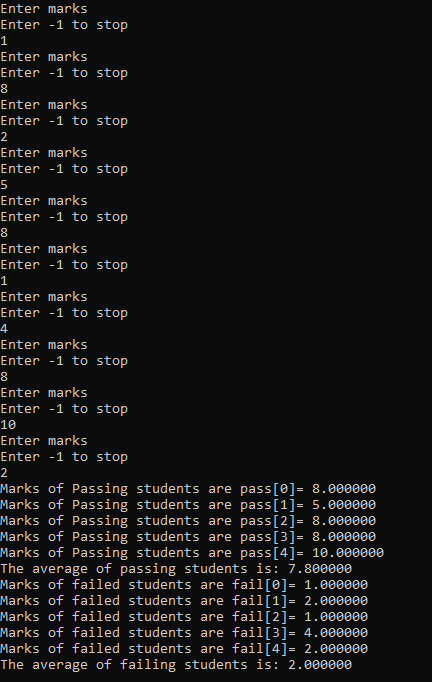 Enter marks
Enter -1 to stop
1
Enter marks
Enter -1 to stop
8
Enter marks
Enter -1 to stop
2
Enter marks
Enter -1 to stop
5
Enter marks
Enter -1 to stop
8
Enter marks
Enter -1 to stop
1
Enter marks
Enter -1 to stop
4
Enter marks
Enter -1 to stop
8
Enter marks
Enter -1 to stop
10
Enter marks
Enter -1 to stop
2
Marks of Passing students are pass[0]= 8.000000
Marks of Passing students are pass[1]= 5.000000
Marks of Passing students are pass[2]= 8.000000
Marks of Passing students are pass[3]= 8.000000
Marks of Passing students are pass[4]= 10.000000
The average of passing students is: 7.800000
Marks of failed students are fail[0]= 1.000000
Marks of failed students are fail[1]= 2.000000
Marks of failed students are fail[2]= 1.000000
Marks of failed students are fail[3]= 4.000000
Marks of failed students are fail[4]= 2.000000
The average of failing students is: 2.000000